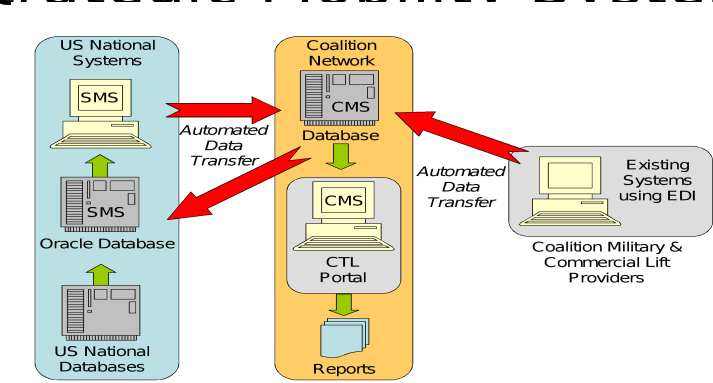 US National
Systems
SMS
SMS
Oracle Database
US National
Databases
Automated
Data
Transfer
Coalition
Network
CMS
Database
CMS
CTL
Portal
Reports
Automated
Data
Transfer
Existing
Systems
using EDI
Coalition Military &
Commercial Lift
Providers